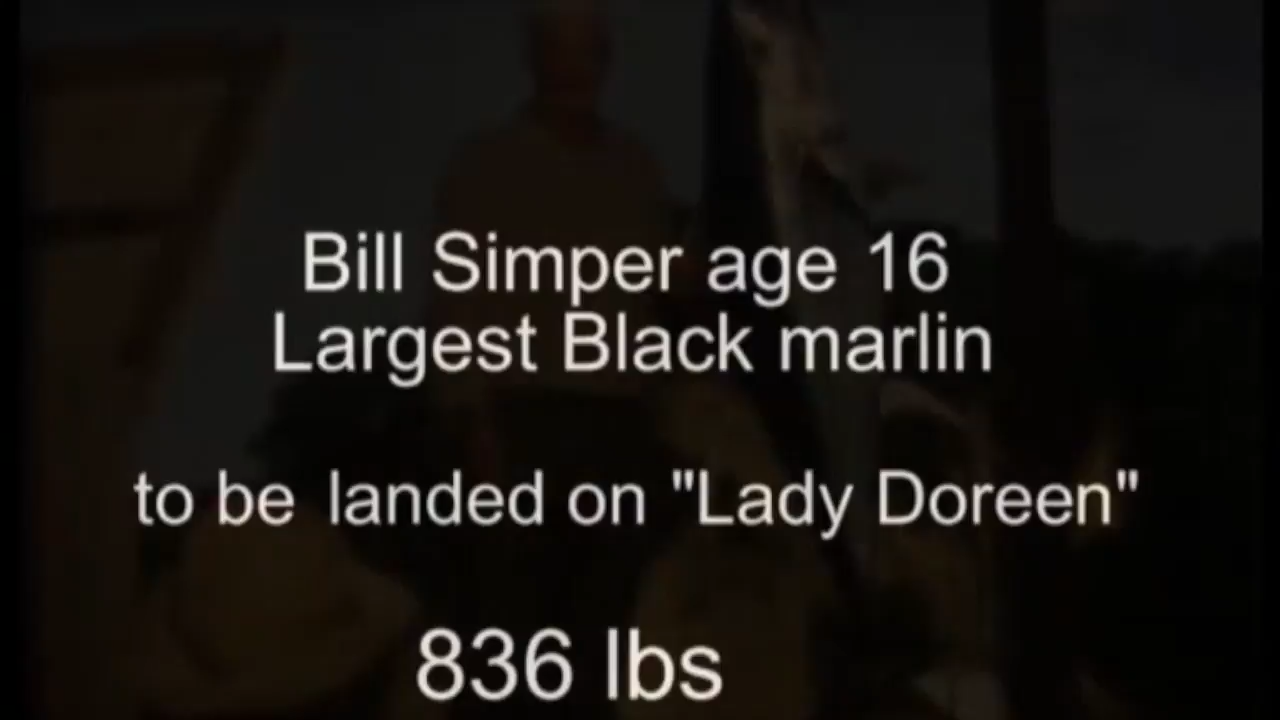 Bill Simper age 16
Largest Black marlin
to be landed on "Lady Doreen"
836 lbs